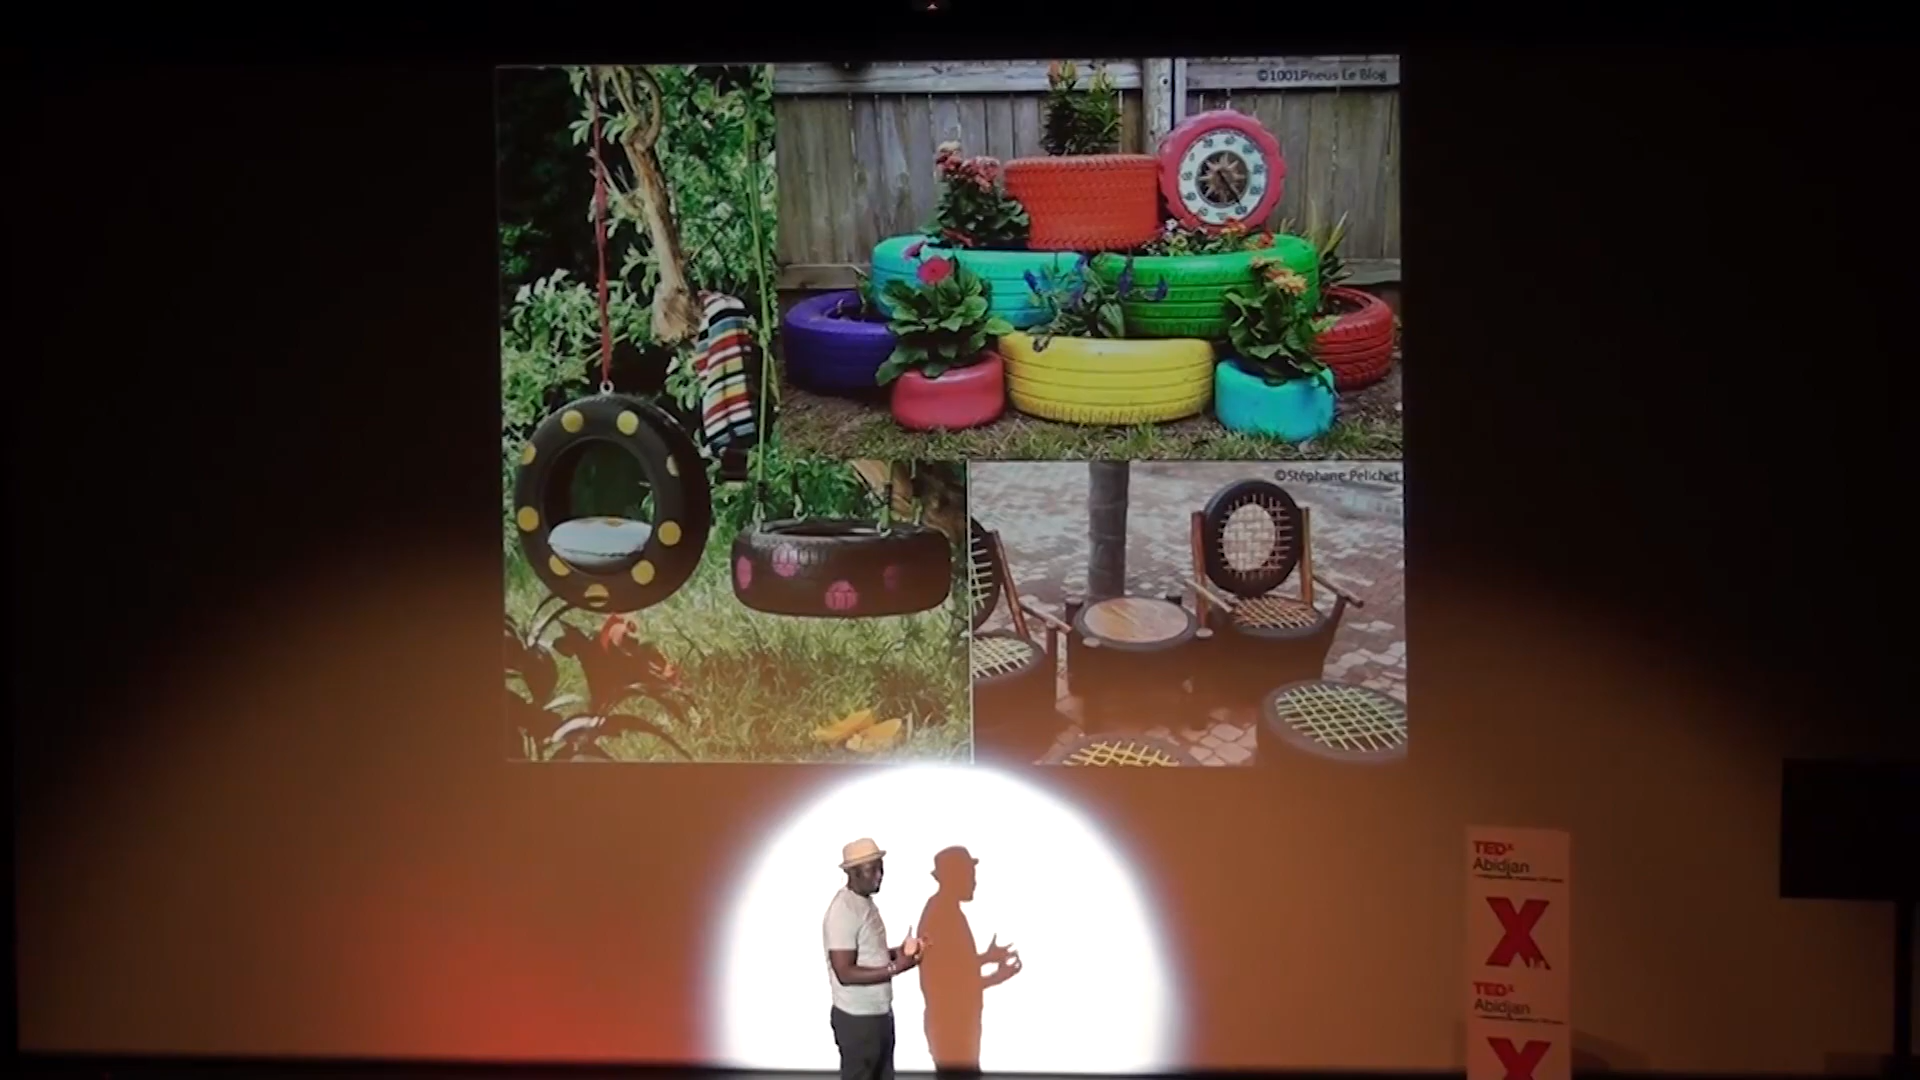 ©1001Pneus Le Blog
©Stéphane Pelichet
TEDx
Abidjan
X
TEDx
Abidjan
X